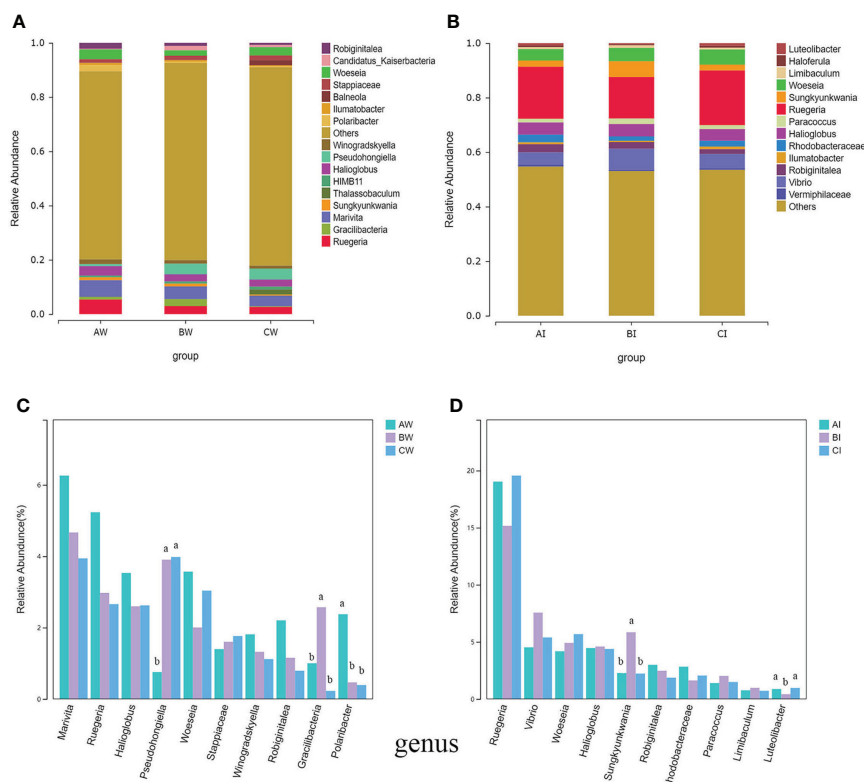 A
1.0
0.8
0.6
0.4
0.2
0.0
Relative Abundance
AW
BW
CW
group
Robiginitalea
Candidatus_Kaiserbacteria
Woeseia
Stappiaceae
Balneola
Ilumatobacter
Polaribacter
Others
Winogradskyella
Pseudohongiella
Halioglobus
HIMB11
Thalassobaculum
Sungkyunkwania
Marivita
Gracilibacteria
Ruegeria
B
1.0
0.8
0.6
0.4
0.2
0.0
Relative Abundance
AI
BI
CI
group
Luteolibacter
Haloferula
Limibaculum
Woeseia
Sungkyunkwania
Ruegeria
Paracoccus
Halioglobus
Rhodobacteraceae
Ilumatobacter
Robiginitalea
Vibrio
Vermiphilaceae
Others
C
AW
BW
CW
6
4
2
0
Relative Abundunce(%)
b
a
a
b
a
b
a
b
b
Marivita
Ruegeria
Halioglobus
Pseudohongiella
Woeseia
Stappiaceae
Winogradskyella
Robiginitalea
Gracilibacteria
Polaribacter
D
AI
BI
CI
20
15
10
5
0
Relative Abundunce(%)
b
a
b
a
b
a
Ruegeria
Vibrio
Woeseia
Halioglobus
Sungkyunkwania
Robiginitalea
hodobacteraceae
Paracoccus
Limibaculum
Luteolibacter
genus